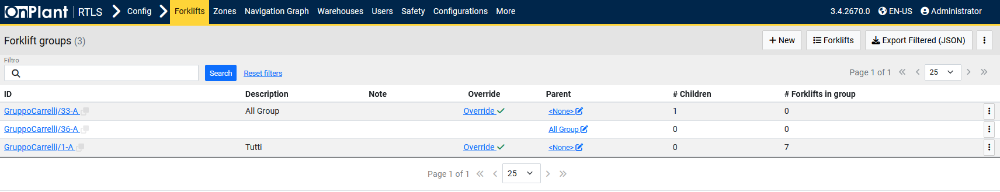 OnPlant RTLS Config Forklifts Zones Navigation Graph Warehouses Users Safety Configurations More 3.4.2670.0 EN-US Administrator
Forklift groups (3) New Forklifts Export Filtered (JSON)
Filtro
Search Reset filters Page 1 of 1 25
ID Description Note Override Parent # Children # Forklifts in group
GruppoCarrelli/33-A All Group Override <None> 1 0
GruppoCarrelli/36-A All Group 0 0
GruppoCarrelli/1-A Tutti Override <None> 0 7
Page 1 of 1 25